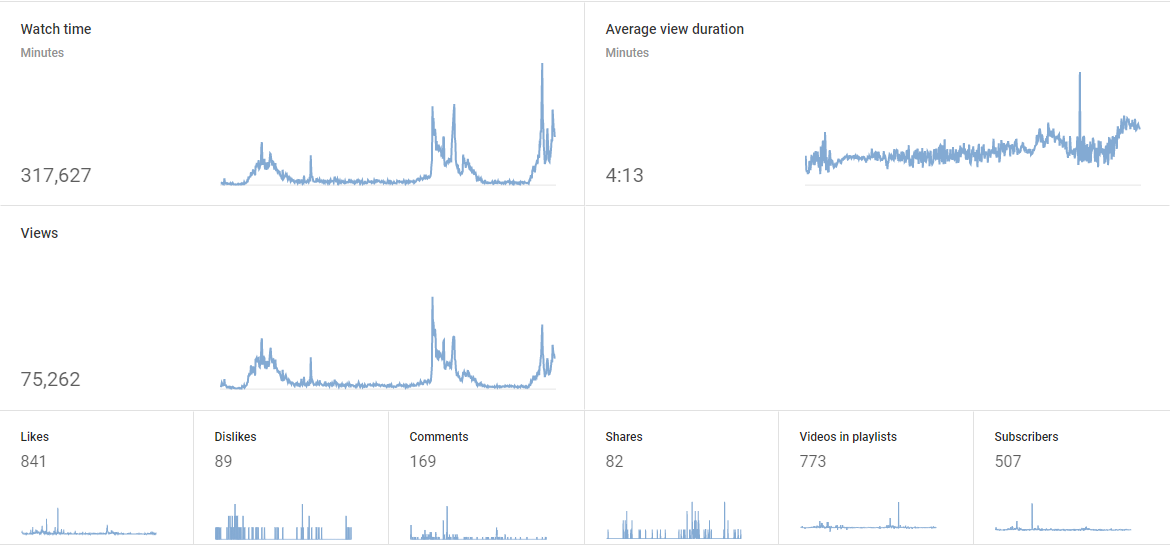 Watch time
Minutes
317,627
Average view duration
Minutes
4:13
Views
75,262
Likes
841
Dislikes
89
Comments
169
Shares
82
Videos in playlists
773
Subscribers
507